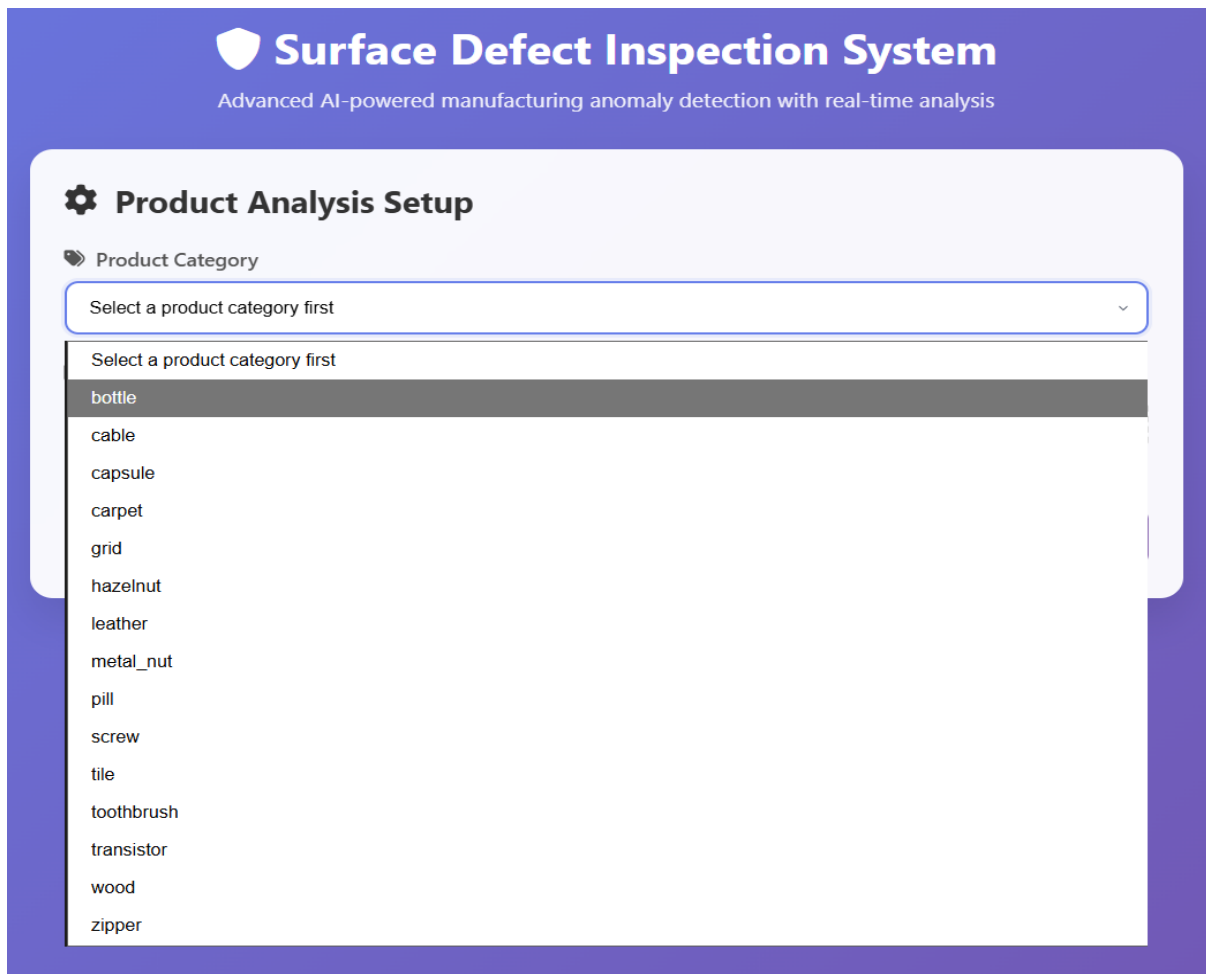 Surface Defect Inspection System
Advanced AI-powered manufacturing anomaly detection with real-time analysis
Product Analysis Setup
Product Category
Select a product category first
Select a product category first
bottle
cable
capsule
carpet
grid
hazelnut
leather
metal_nut
pill
screw
tile
toothbrush
transistor
wood
zipper